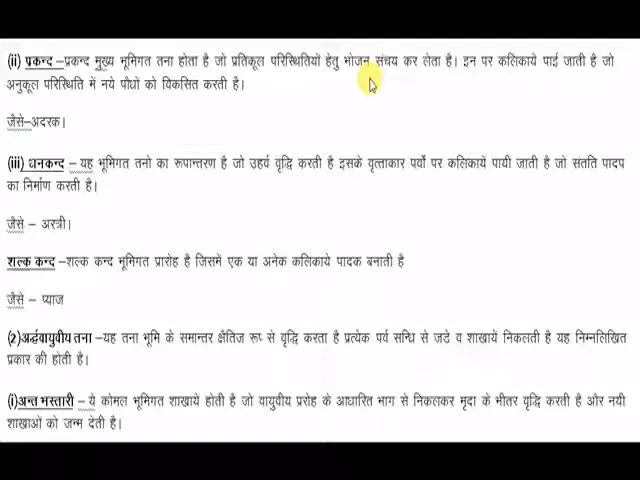 (ii) प्रकन्द –प्रकन्द मुख्य भूमिगत तना होता है जो प्रतिकूल परिस्थितियों हेतु भोजन संचय कर लेता है। इन पर कलिकाये पाई जाती है जो
अनुकूल परिस्थिति में नये पौधों को विकसित करती है।
जैसे–अदरक।
(iii) धनकन्द – यह भूमिगत तनो का रूपान्तरण है जो उहर्व वृद्धि करती है इसके वृत्ताकार पर्वो पर कलिकायें पायी जाती है जो संतति पादप
का निर्माण करती है।
जैसे – अरत्री।
शल्क कन्द –शल्क कन्द भूमिगत प्रारोह है जिसमें एक या अनेक कलिकाये पादक बनाती है
जैसे – प्याज
(2)अर्द्धवायुवीय तना –यह तना भूमि के समान्तर क्षैतिज रूप से वृद्धि करता है प्रत्येक पर्व सन्धि से जडे व शाखायें निकलती है यह निम्नलिखित
प्रकार की होती है।
(i)अन्त भस्तारी – ये कोमल भूमिगत शाखायें होती है जो वायुवीय प्ररोह के आधारित भाग से निकलकर मृदा के भीतर वृद्धि करती है और नयी
शाखाओं को जन्म देती है।